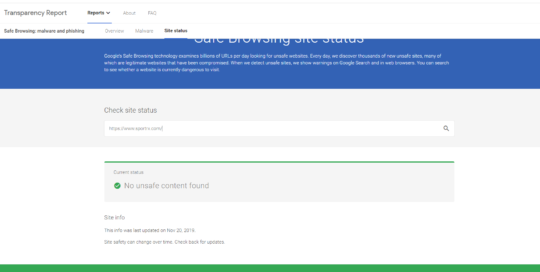 Transparency Report
Reports
About
FAQ
Safe Browsing: malware and phishing
Overview
Malware
Site status
Safe Browsing site status
Google's Safe Browsing technology examines billions of URLs per day looking for unsafe websites. Every day, we discover thousands of new unsafe sites, many of
which are legitimate websites that have been compromised. When we detect unsafe sites, we show warnings on Google Search and in web browsers. You can search
to see whether a website is currently dangerous to visit.
Check site status
Current status
No unsafe content found
Site info
This info was last updated on Nov 20, 2019.
Site safety can change over time. Check back for updates.